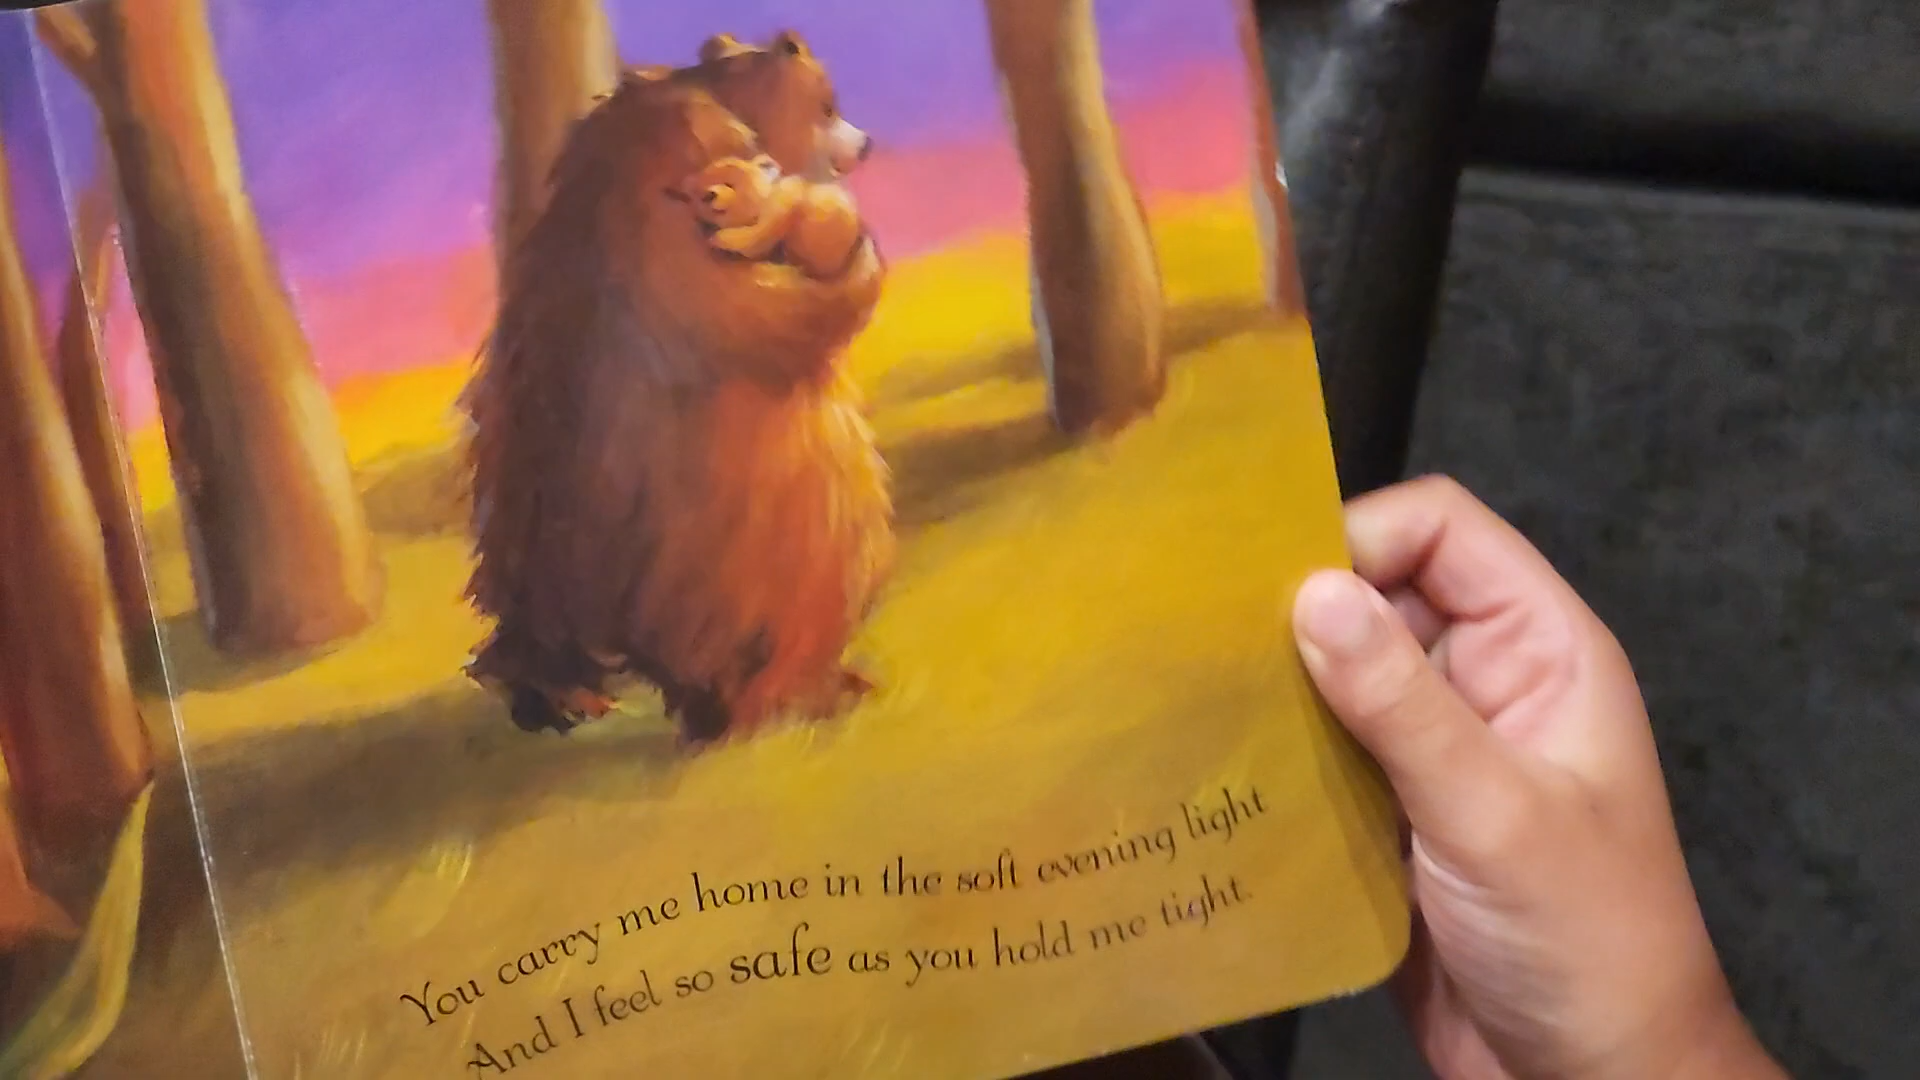 You carry me home in the soft evening light
And I feel so safe as you hold me tight.